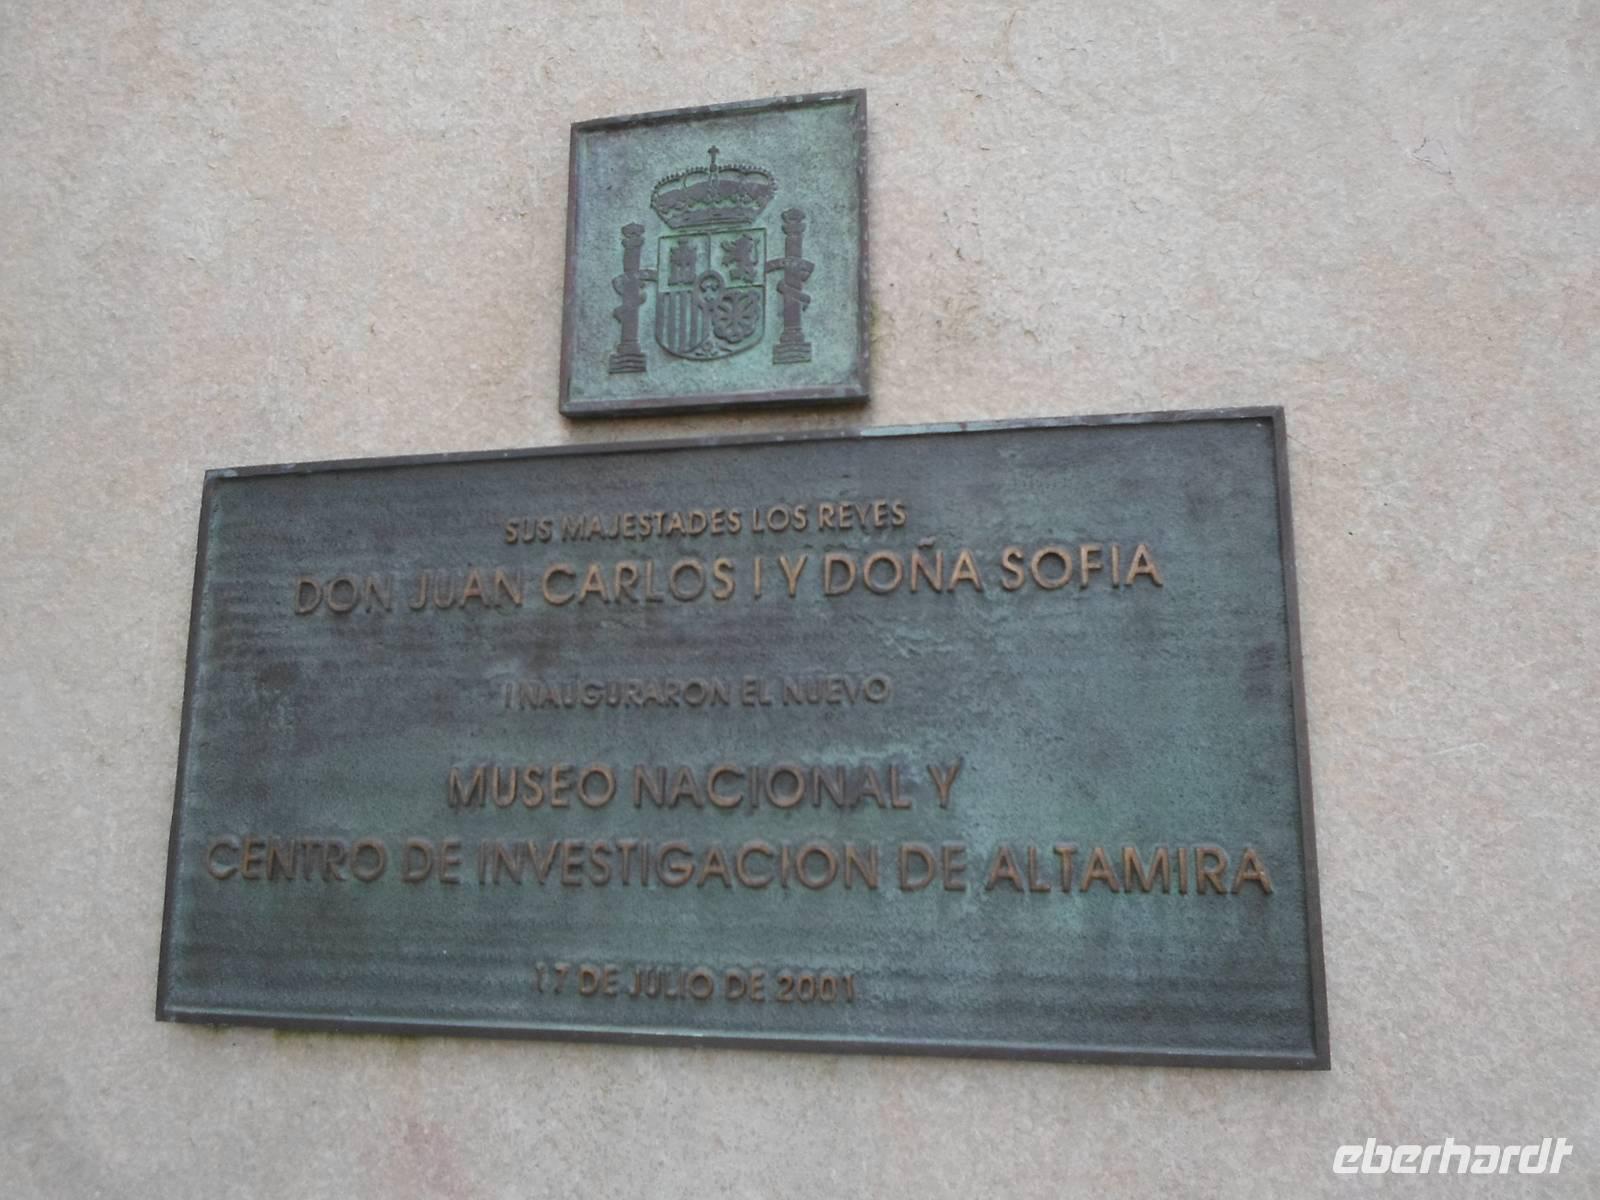 SUS MAJESTADES LOS REYES
DON JUAN CARLOS I Y DOÑA SOFIA
INAUGURARON EL NUEVO
MUSEO NACIONAL Y
CENTRO DE INVESTIGACION DE ALTAMIRA
17 DE JULIO DE 2001
eberhardt